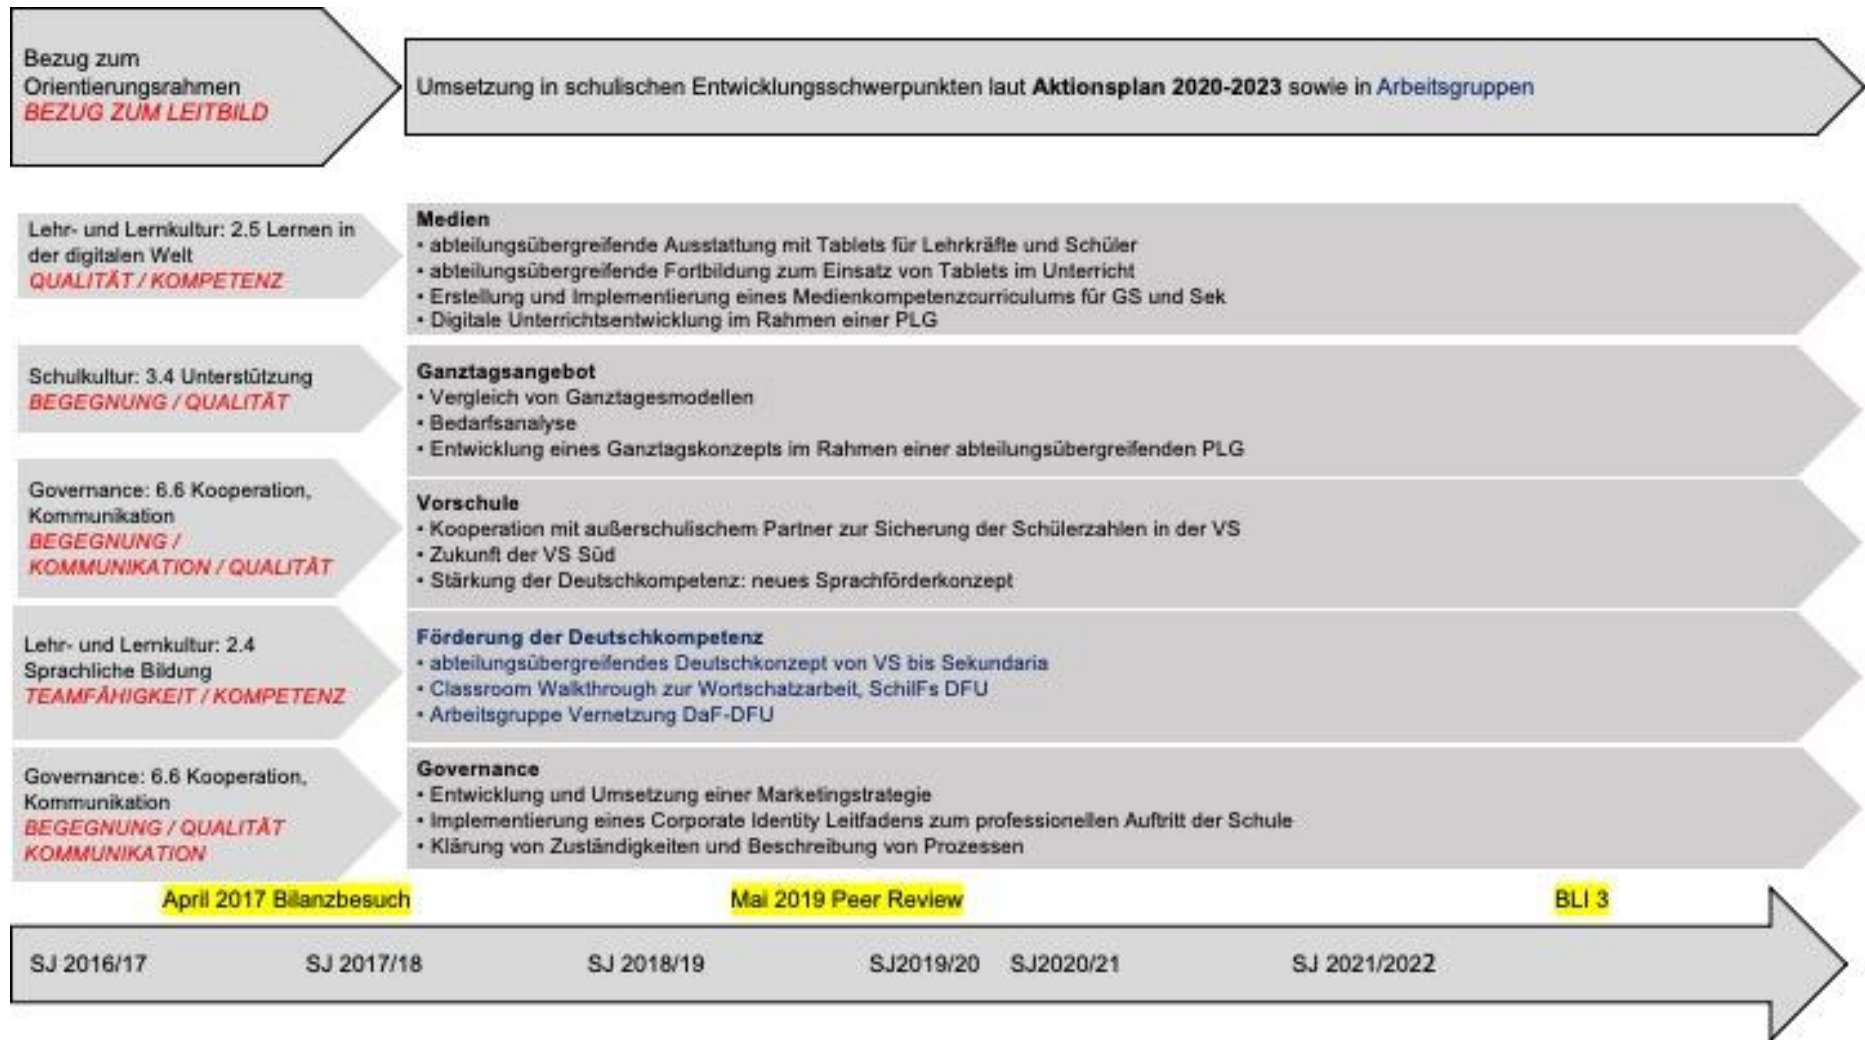 Bezug zum
Orientierungsrahmen
BEZUG ZUM LEITBILD
Umsetzung in schulischen Entwicklungsschwerpunkten laut Aktionsplan 2020-2023 sowie in Arbeitsgruppen
Lehr- und Lernkultur: 2.5 Lernen in
der digitalen Welt
QUALITÄT / KOMPETENZ
Medien
• abteilungsübergreifende Ausstattung mit Tablets für Lehrkräfte und Schüler
• abteilungsübergreifende Fortbildung zum Einsatz von Tablets im Unterricht
• Erstellung und Implementierung eines Medienkompetenzcurriculums für GS und Sek
• Digitale Unterrichtsentwicklung im Rahmen einer PLG
Schulkultur: 3.4 Unterstützung
BEGEGNUNG / QUALITÄT
Ganztagsangebot
• Vergleich von Ganztagesmodellen
• Bedarfsanalyse
• Entwicklung eines Ganztagskonzepts im Rahmen einer abteilungsübergreifenden PLG
Governance: 6.6 Kooperation,
Kommunikation
BEGEGNUNG /
KOMMUNIKATION / QUALITÄT
Vorschule
• Kooperation mit außerschulischem Partner zur Sicherung der Schülerzahlen in der VS
• Zukunft der VS Süd
• Stärkung der Deutschkompetenz: neues Sprachförderkonzept
Lehr- und Lernkultur: 2.4
Sprachliche Bildung
TEAMFÄHIGKEIT / KOMPETENZ
Förderung der Deutschkompetenz
• abteilungsübergreifendes Deutschkonzept von VS bis Sekundaria
• Classroom Walkthrough zur Wortschatzarbeit, SchilFs DFU
• Arbeitsgruppe Vernetzung DaF-DFU
Governance: 6.6 Kooperation,
Kommunikation
BEGEGNUNG / QUALITÄT
KOMMUNIKATION
Governance
• Entwicklung und Umsetzung einer Marketingstrategie
• Implementierung eines Corporate Identity Leitfadens zum professionellen Auftritt der Schule
• Klärung von Zuständigkeiten und Beschreibung von Prozessen
April 2017 Bilanzbesuch
Mai 2019 Peer Review
BLI 3
SJ 2016/17
SJ 2017/18
SJ 2018/19
SJ2019/20
SJ2020/21
SJ 2021/2022